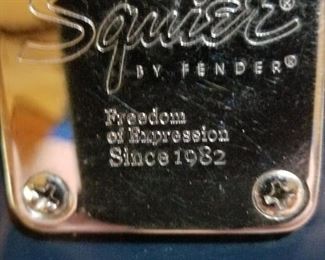 Squier®
BY FENDER®
Freedom
of Expression
Since 1982